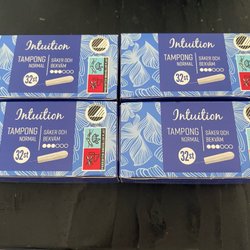 Intuition
TAMPONG
NORMAL
SÄKER OCH
BEKVÄM
32st
Intuition
TAMPONG
NORMAL
SÄKER OCH
BEKVÄM
32st
Intuition
TAMPONG
NORMAL
SÄKER OCH
BEKVÄM
32st
Intuition
TAMPONG
NORMAL
SÄKER OCH
BEKVÄM
32st